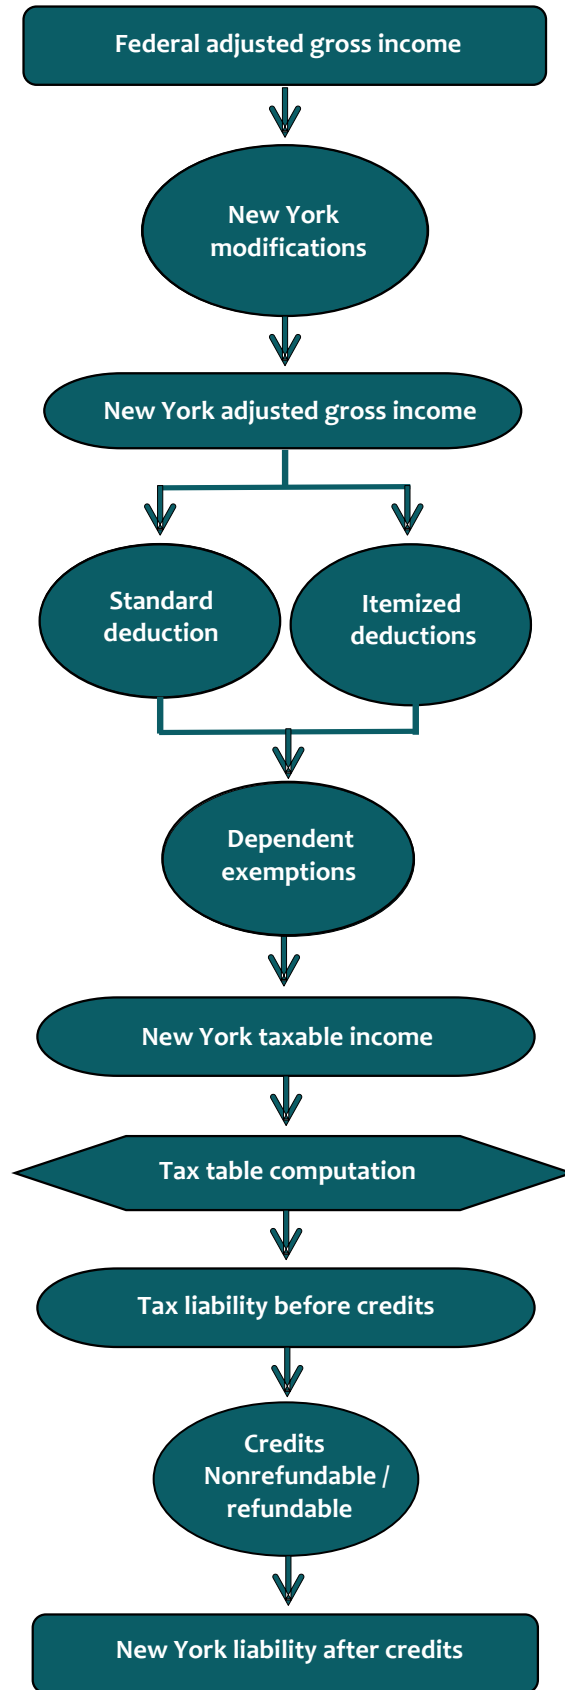 Federal adjusted gross income
New York
modifications
New York adjusted gross income
Standard
deduction
Itemized
deductions
Dependent
exemptions
New York taxable income
Tax table computation
Tax liability before credits
Credits
Nonrefundable /
refundable
New York liability after credits